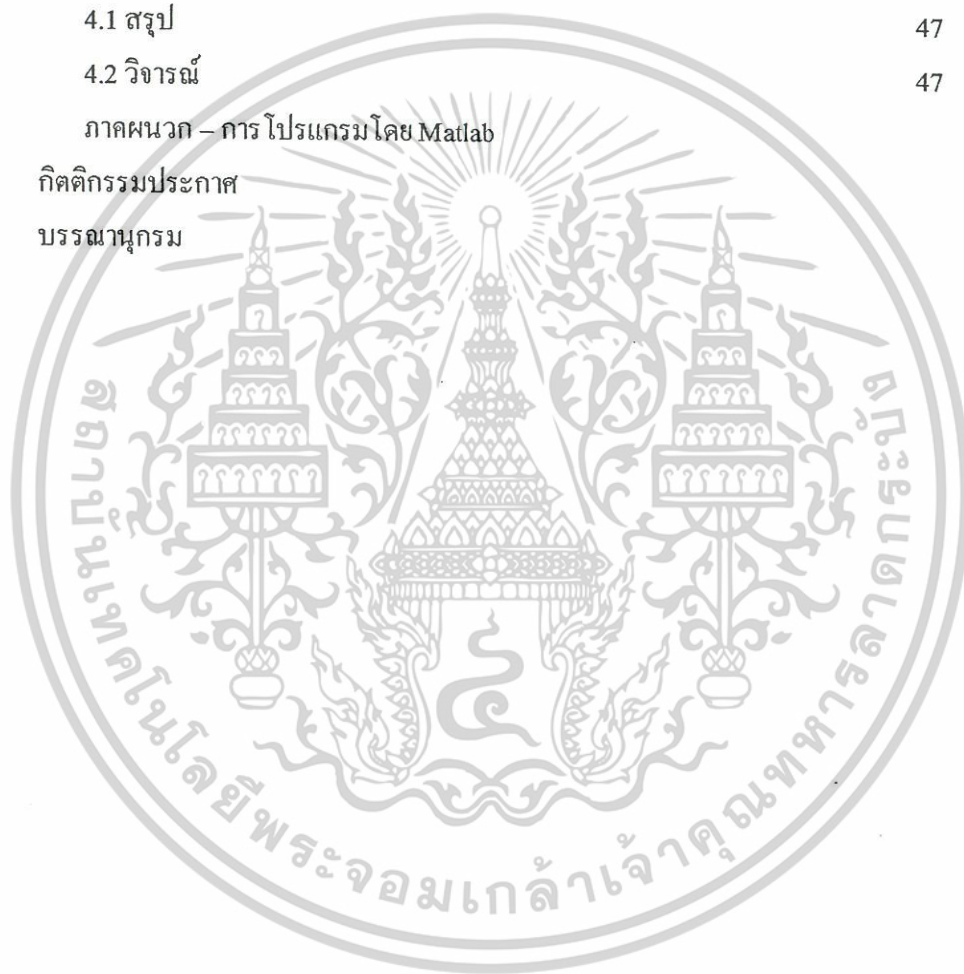 4.1 สรุป 47
4.2 วิจารณ์ 47
ภาคผนวก – การโปรแกรมโดย Matlab
กิตติกรรมประกาศ
บรรณานุกรม
สถาบันเทคโนโลยีพระจอมเกล้าเจ้าคุณทหารลาดกระบัง
๔